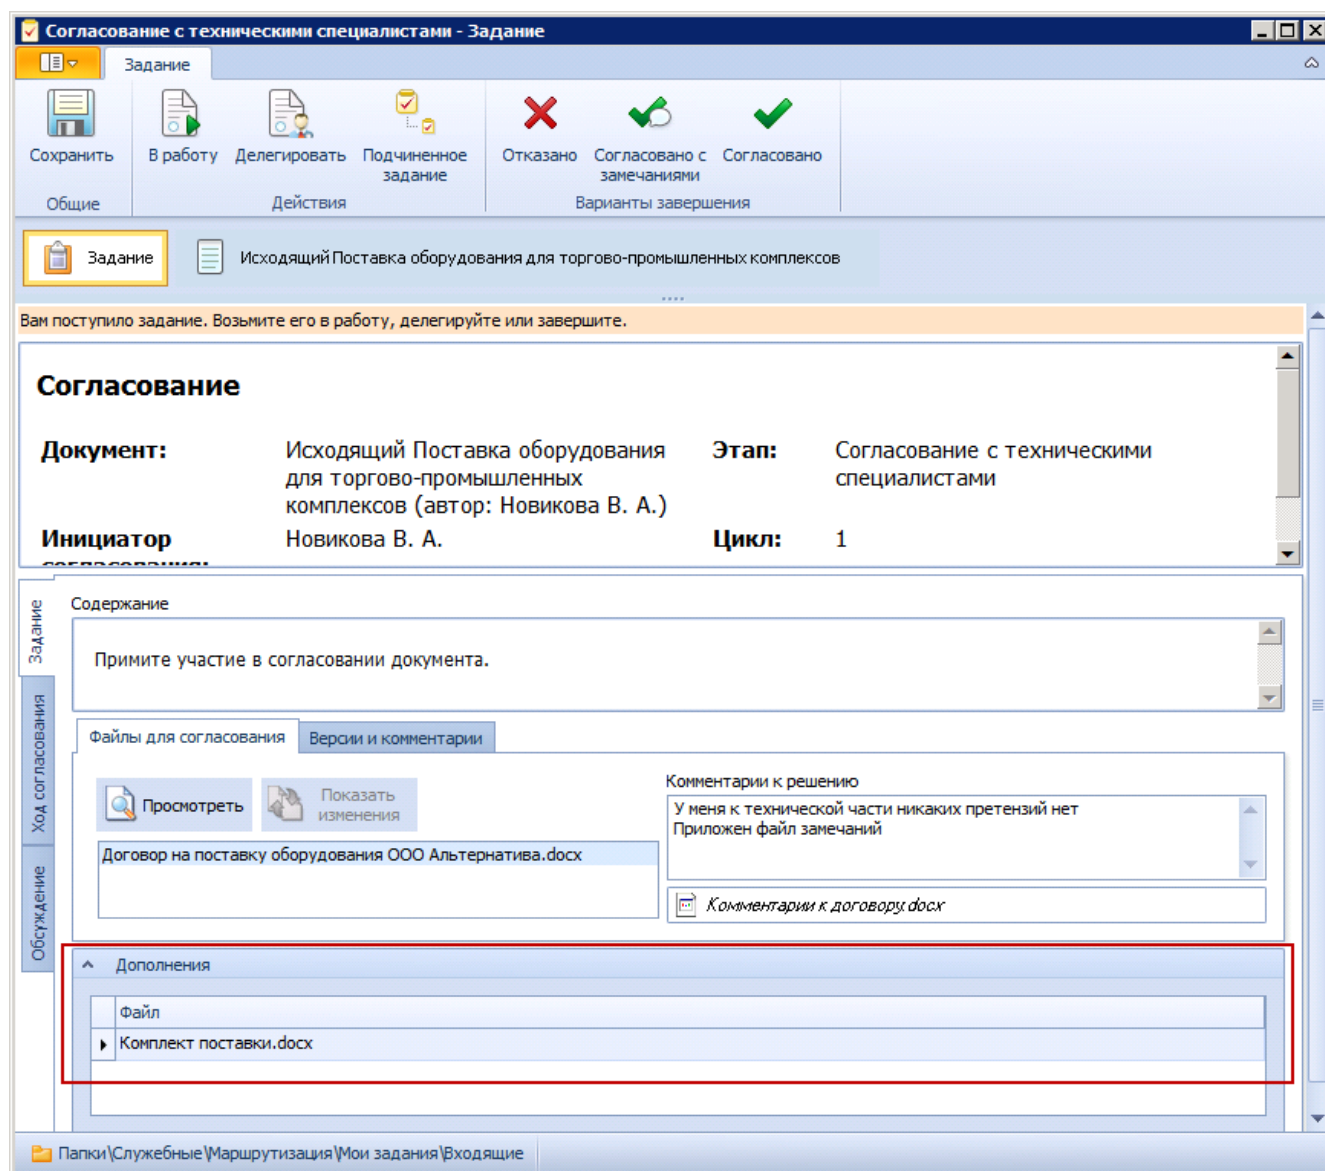 Согласование с техническими специалистами - Задание
Задание
Сохранить
В работу
Делегировать
Подчиненное
задание
Отказано
Согласовано с
замечаниями
Согласовано
Общие
Действия
Варианты завершения
Задание
Исходящий Поставка оборудования для торгово-промышленных комплексов
Вам поступило задание. Возьмите его в работу, делегируйте или завершите.
Согласование
Документ:
Исходящий Поставка оборудования
для торгово-промышленных
комплексов (автор: Новикова В. А.)
Этап:
Согласование с техническими
специалистами
Инициатор
согласования:
Новикова В. А.
Цикл:
1
Задание
Ход согласования
Обсуждение
Содержание
Примите участие в согласовании документа.
Файлы для согласования
Версии и комментарии
Просмотреть
Показать
изменения
Договор на поставку оборудования ООО Альтернатива.docx
Комментарии к решению
У меня к технической части никаких претензий нет
Приложен файл замечаний
Комментарии к договору.docx
Дополнения
Файл
Комплект поставки.docx
Папки\Служебные\Маршрутизация\Мои задания\Входящие